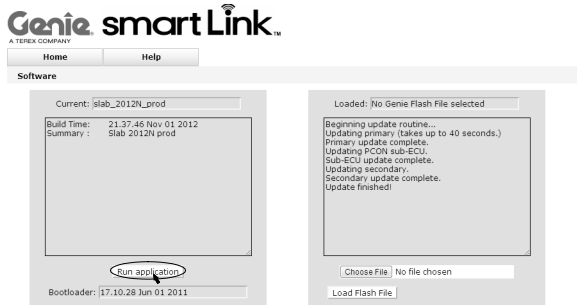 Genie. smart Link™
A TEREX COMPANY
Home Help
Software
Current: slab_2012N_prod
Build Time: 21.37.46 Nov 01 2012
Summary : Slab 2012N prod
Run application
Bootloader: 17.10.28 Jun 01 2011
Loaded: No Genie Flash File selected
Beginning update routine...
Updating primary (takes up to 40 seconds.)
Primary update complete.
Updating PCON sub-ECU.
Sub-ECU update complete.
Updating secondary.
Secondary update complete.
Update finished!
Choose File No file chosen
Load Flash File